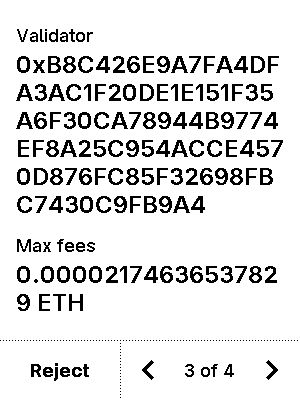 Validator
0xB8C426E9A7FA4DF
A3AC1F20DE1E151F35
A6F30CA78944B9774
EF8A25C954ACCE457
0D876FC85F32698FB
C7430C9FB9A4
Max fees
0.0000217463653782
9 ETH
Reject
3 of 4